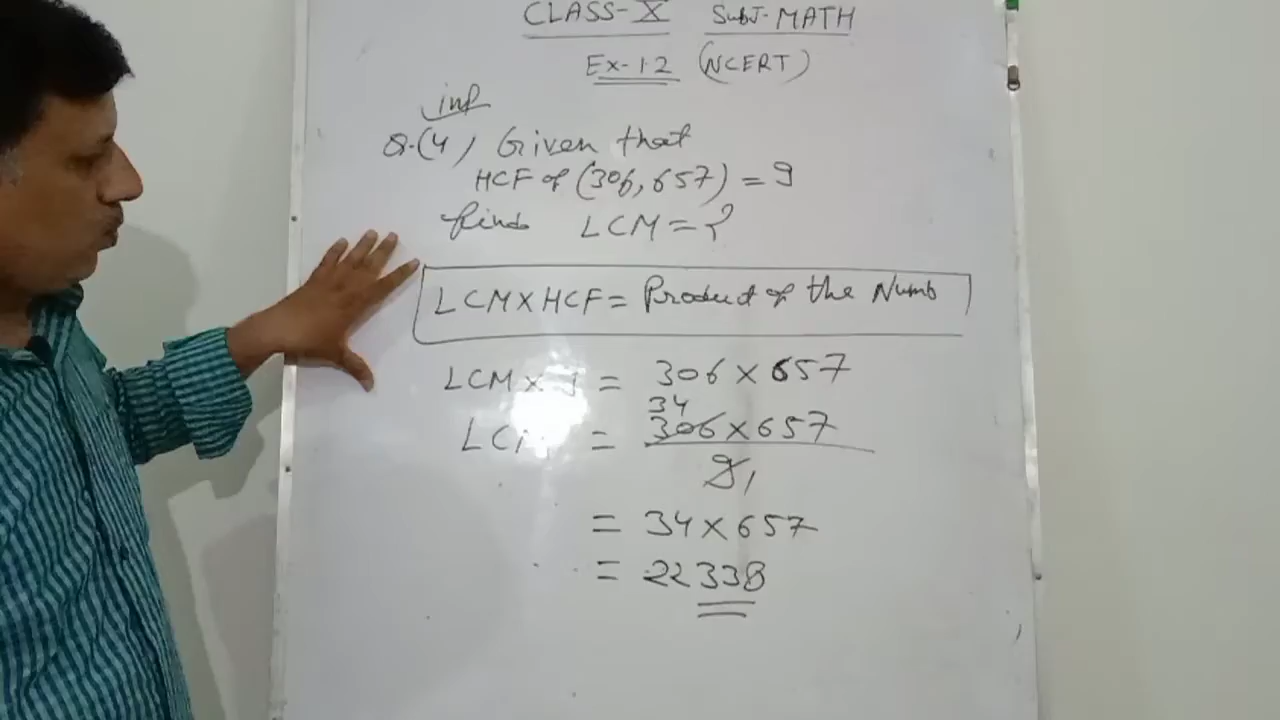 CLASS-X SUBJ-MATH
EX-1.2 (NCERT)
imp
Q.(4) Given that
HCF of (306, 657) = 9
find LCM = ?
LCM X HCF = Product of the Numb
LCM X 9 = 306 X 657
34
LCM = 306 X 657
9 1
= 34 X 657
= 22338